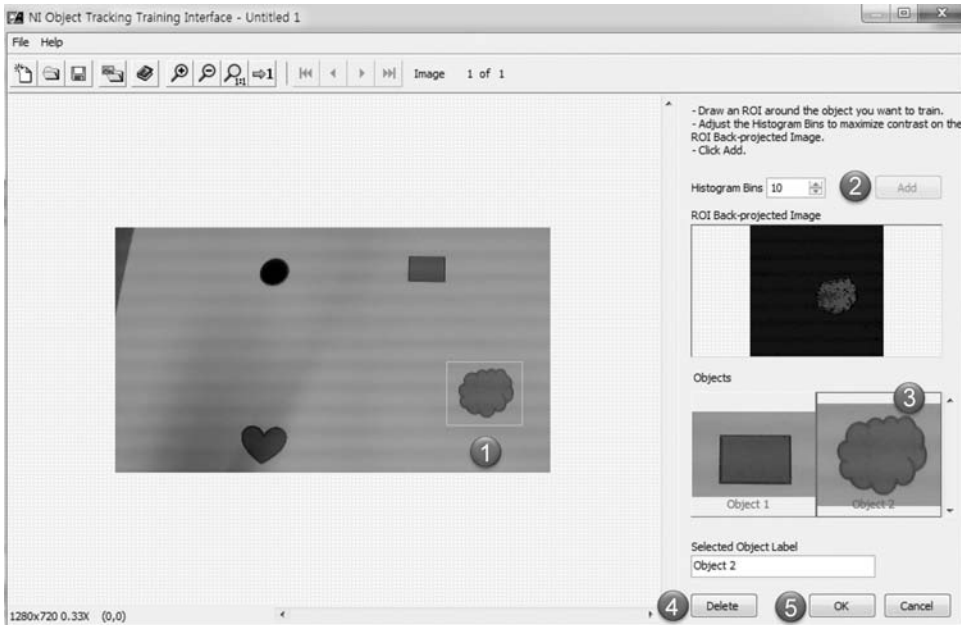 NI Object Tracking Training Interface - Untitled 1
File Help
1:1
1
Image 1 of 1
- Draw an ROI around the object you want to train.
- Adjust the Histogram Bins to maximize contrast on the
ROI Back-projected Image.
- Click Add.
Histogram Bins 10
2
Add
ROI Back-projected Image
Objects
3
Object 1
Object 2
1
Selected Object Label
Object 2
4
Delete
5
OK
Cancel
1280x720 0.33X (0,0)